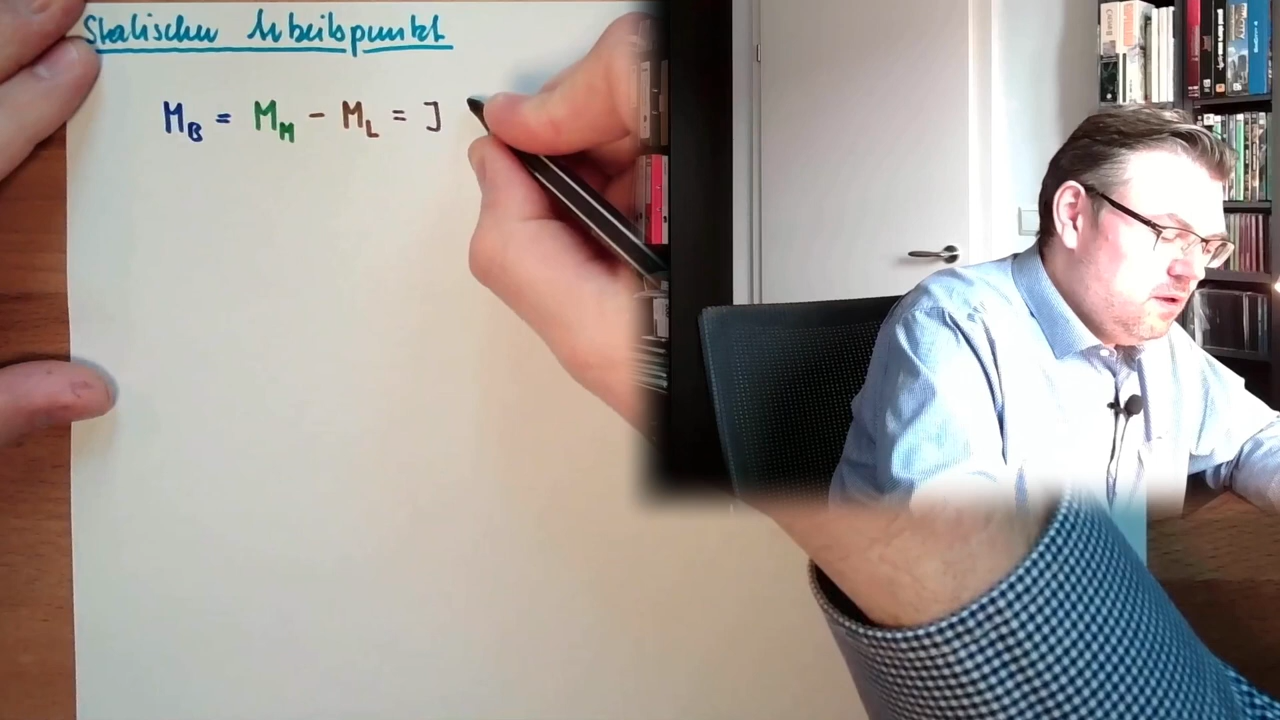 Statischer Arbeitspunkt
M_B = M_M - M_L = J